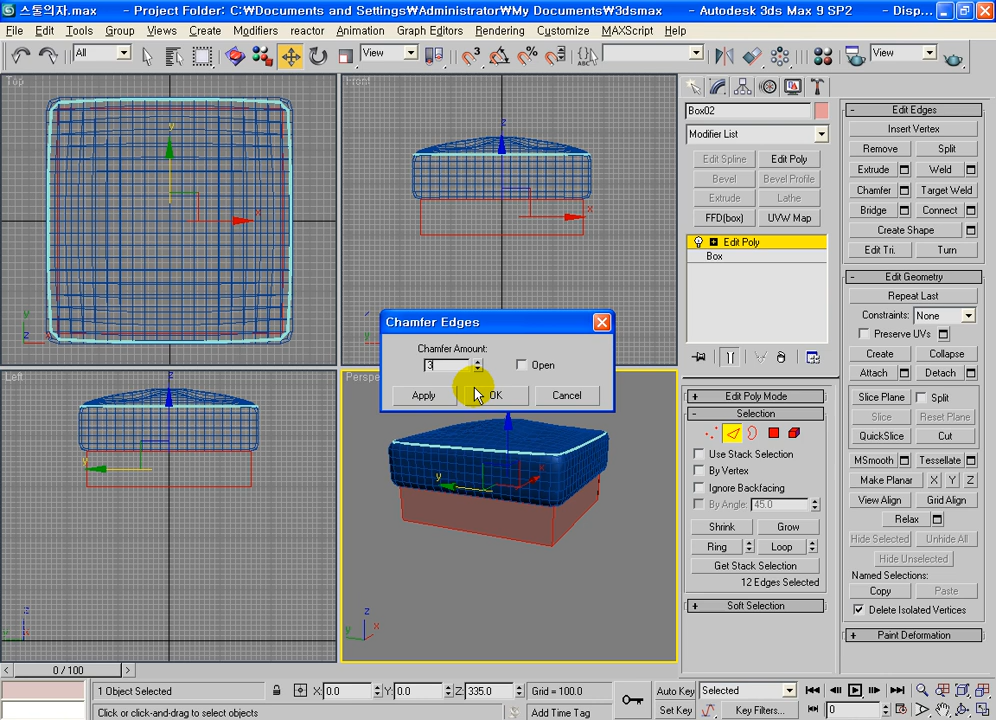 스툴의자.max - Project Folder: C:₩Documents and Settings₩Administrator₩My Documents₩3dsmax - Autodesk 3ds Max 9 SP2 - Disp...
File Edit Tools Group Views Create Modifiers reactor Animation Graph Editors Rendering Customize MAXScript Help
All View View
Top
Front
Left
Perspe
Chamfer Edges
Chamfer Amount:
3 Open
Apply OK Cancel
Box02
Modifier List
Edit Spline Edit Poly
Bevel Bevel Profile
Extrude Lathe
FFD(box) UVW Map
Edit Poly
Box
+ Edit Poly Mode
- Selection
Use Stack Selection
By Vertex
Ignore Backfacing
By Angle: 45.0
Shrink Grow
Ring Loop
Get Stack Selection
12 Edges Selected
+ Soft Selection
- Edit Edges
Insert Vertex
Remove Split
Extrude Weld
Chamfer Target Weld
Bridge Connect
Create Shape
Edit Tri. Turn
- Edit Geometry
Repeat Last
Constraints: None
Preserve UVs
Create Collapse
Attach Detach
Slice Plane Split
Slice Reset Plane
QuickSlice Cut
MSmooth Tessellate
Make Planar X Y Z
View Align Grid Align
Relax
Hide Selected Unhide All
Hide Unselected
Named Selections:
Copy Paste
Delete Isolated Vertices
+ Paint Deformation
< 0 / 100 >
1 Object Selected X: 0.0 Y: 0.0 Z: 335.0 Grid = 100.0 Auto Key Selected
Click or click-and-drag to select objects Add Time Tag Set Key Key Filters... 0